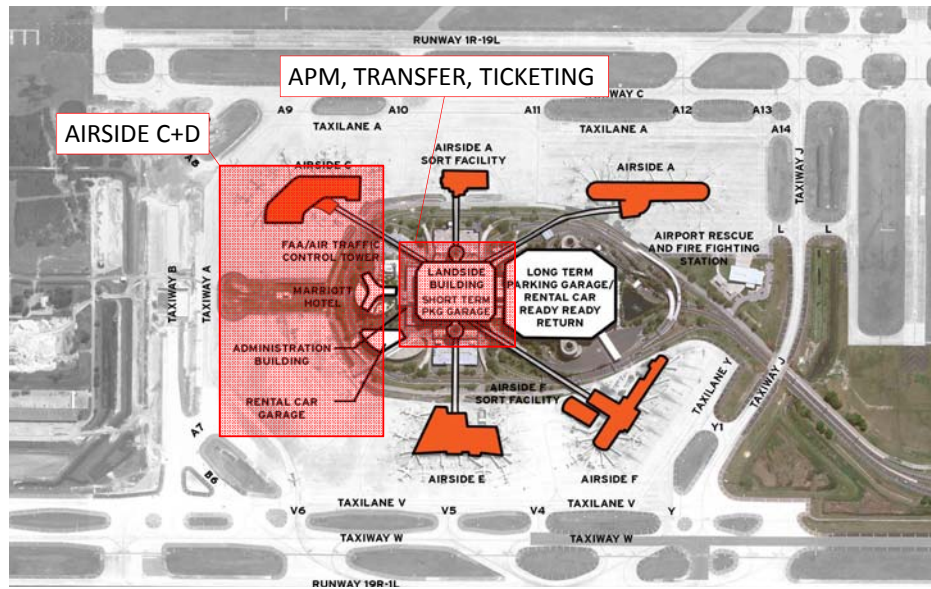 RUNWAY 1R-19L
APM, TRANSFER, TICKETING
TAXIWAY C
A9
A10
A11
A12
A13
TAXILANE A
TAXILANE A
A14
AIRSIDE C+D
A8
TAXIWAY J
AIRSIDE C
AIRSIDE A
SORT FACILITY
AIRSIDE A
L
L
FAA/AIR TRAFFIC
CONTROL TOWER
AIRPORT RESCUE
AND FIRE FIGHTING
STATION
TAXIWAY B
TAXIWAY A
MARRIOTT
HOTEL
LANDSIDE
BUILDING
SHORT TERM
PKG GARAGE
LONG TERM
PARKING GARAGE/
RENTAL CAR
READY READY
RETURN
ADMINISTRATION
BUILDING
RENTAL CAR
GARAGE
AIRSIDE F
SORT FACILITY
TAXILANE Y
TAXIWAY J
A7
B6
Y1
AIRSIDE E
AIRSIDE F
V6
TAXILANE V
V5
V4
TAXILANE V
Y
TAXIWAY W
TAXIWAY W
RUNWAY 19R-1L